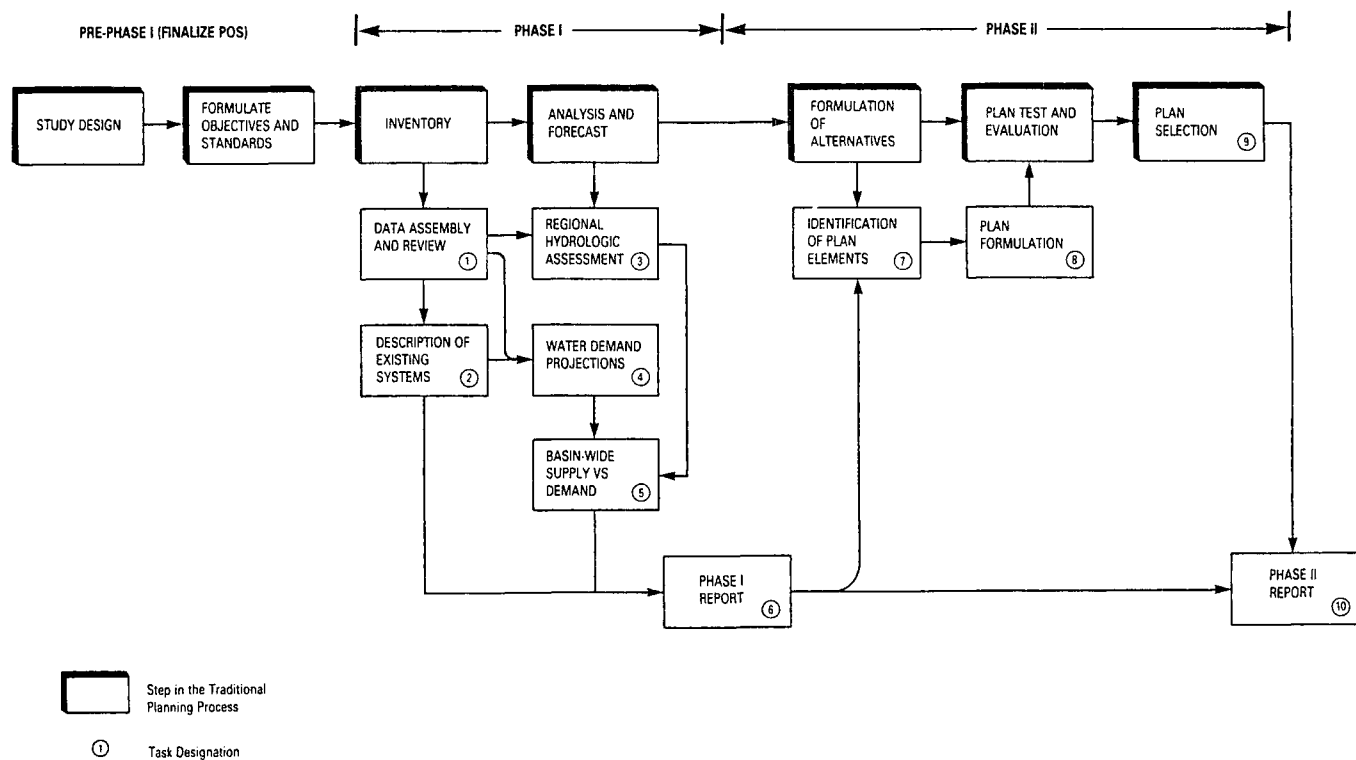 PRE-PHASE I (FINALIZE POS)
PHASE I
PHASE II
STUDY DESIGN
FORMULATE
OBJECTIVES AND
STANDARDS
INVENTORY
ANALYSIS AND
FORECAST
FORMULATION
OF
ALTERNATIVES
PLAN TEST AND
EVALUATION
PLAN
SELECTION
9
DATA ASSEMBLY
AND REVIEW
1
REGIONAL
HYDROLOGIC
ASSESSMENT
3
IDENTIFICATION
OF PLAN
ELEMENTS
7
PLAN
FORMULATION
8
DESCRIPTION OF
EXISTING
SYSTEMS
2
WATER DEMAND
PROJECTIONS
4
BASIN-WIDE
SUPPLY VS
DEMAND
5
PHASE I
REPORT
6
PHASE II
REPORT
10
Step in the Traditional
Planning Process
1
Task Designation